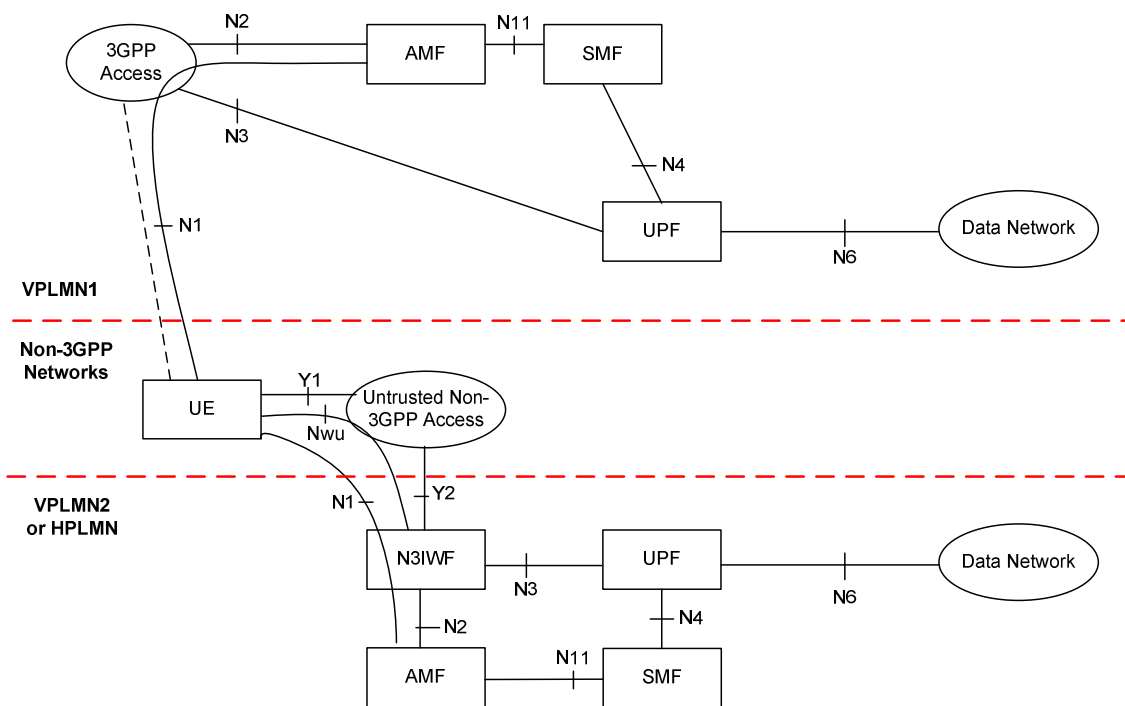 N2
N11
3GPP
Access
AMF
SMF
N3
N4
N1
UPF
Data Network
N6
VPLMN1
Non-3GPP
Networks
Y1
Untrusted Non-
3GPP Access
UE
Nwu
VPLMN2
or HPLMN
N1
Y2
N3IWF
UPF
Data Network
N3
N6
N2
N4
N11
AMF
SMF